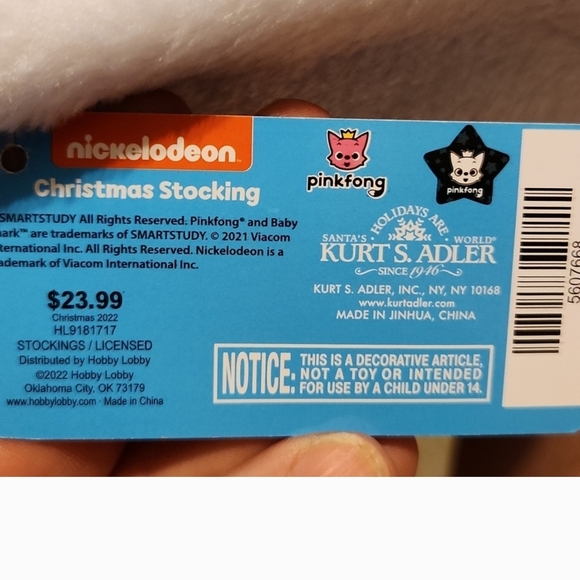 nickelodeon
Christmas Stocking
SMARTSTUDY All Rights Reserved. Pinkfong® and Baby
ark™ are trademarks of SMARTSTUDY. © 2021 Viacom
ternational Inc. All Rights Reserved. Nickelodeon is a
ademark of Viacom International Inc.
$23.99
Christmas 2022
HL9181717
STOCKINGS / LICENSED
Distributed by Hobby Lobby
©2022 Hobby Lobby
Oklahoma City, OK 73179
www.hobbylobby.com · Made in China
pinkfong
pinkfong
HOLIDAYS ARE
SANTA'S WORLD®
KURT S. ADLER
SINCE 1946
KURT S. ADLER, INC., NY, NY 10168
www.kurtadler.com
MADE IN JINHUA, CHINA
NOTICE: THIS IS A DECORATIVE ARTICLE,
NOT A TOY OR INTENDED
FOR USE BY A CHILD UNDER 14.
5607668